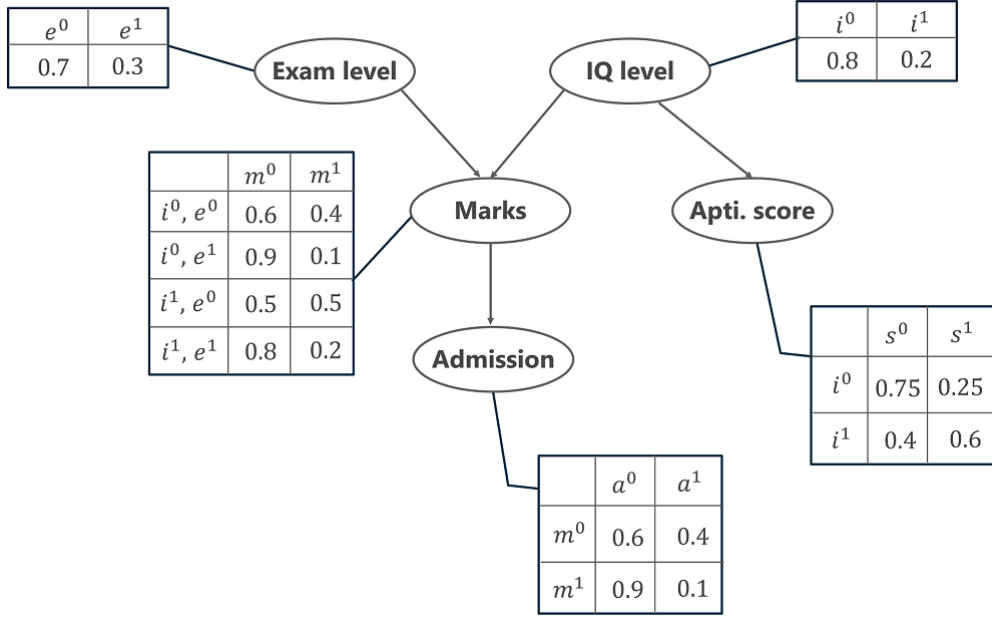 e⁰ e¹
0.7 0.3
Exam level
IQ level
i⁰ i¹
0.8 0.2
m⁰ m¹
i⁰, e⁰ 0.6 0.4
i⁰, e¹ 0.9 0.1
i¹, e⁰ 0.5 0.5
i¹, e¹ 0.8 0.2
Marks
Apti. score
Admission
s⁰ s¹
i⁰ 0.75 0.25
i¹ 0.4 0.6
a⁰ a¹
m⁰ 0.6 0.4
m¹ 0.9 0.1